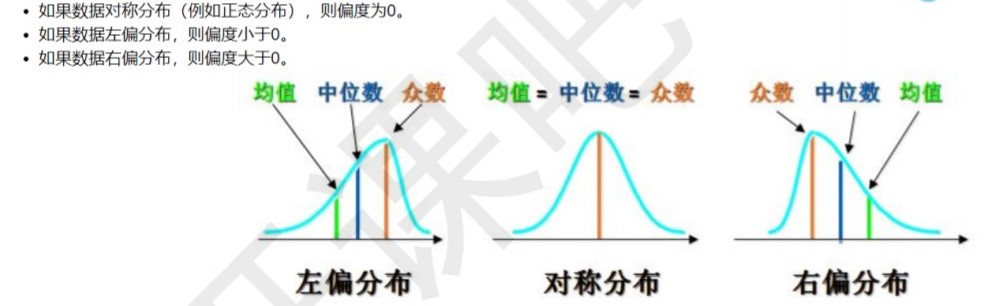 如果数据对称分布（例如正态分布），则偏度为0。
如果数据左偏分布，则偏度小于0。
如果数据右偏分布，则偏度大于0。
均值 中位数 众数
均值 = 中位数 = 众数
众数 中位数 均值
左偏分布
对称分布
右偏分布
课吧